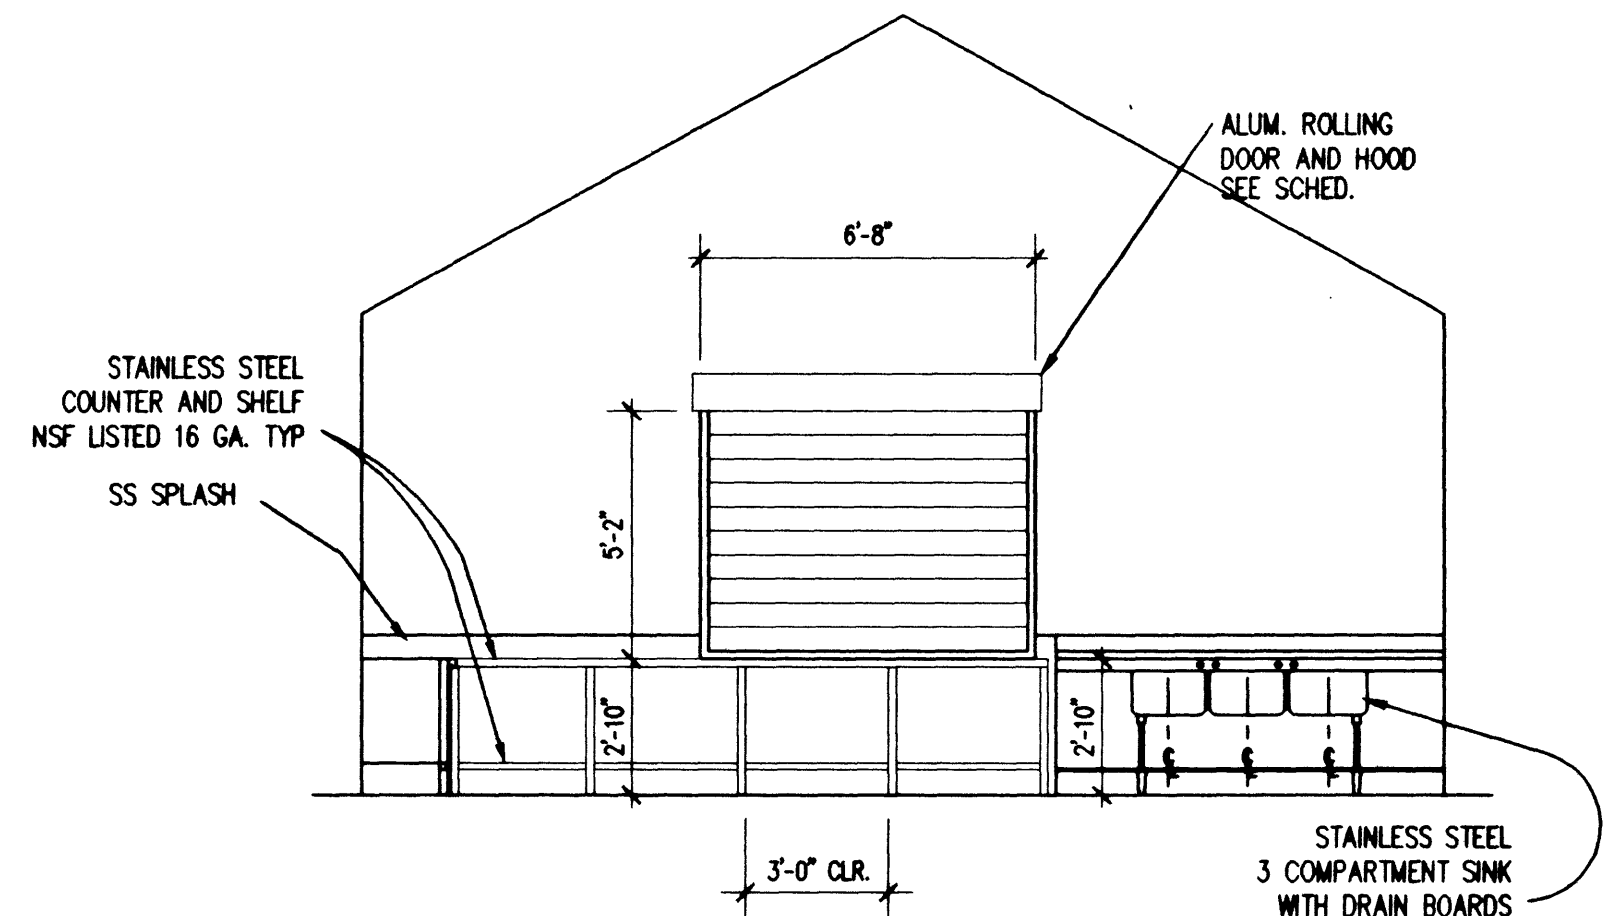 ALUM. ROLLING
DOOR AND HOOD
SEE SCHED.
6'-8"
STAINLESS STEEL
COUNTER AND SHELF
NSF LISTED 16 GA. TYP
SS SPLASH
5'-2"
2'-10"
2'-10"
3'-0" CLR.
STAINLESS STEEL
3 COMPARTMENT SINK
WITH DRAIN BOARDS